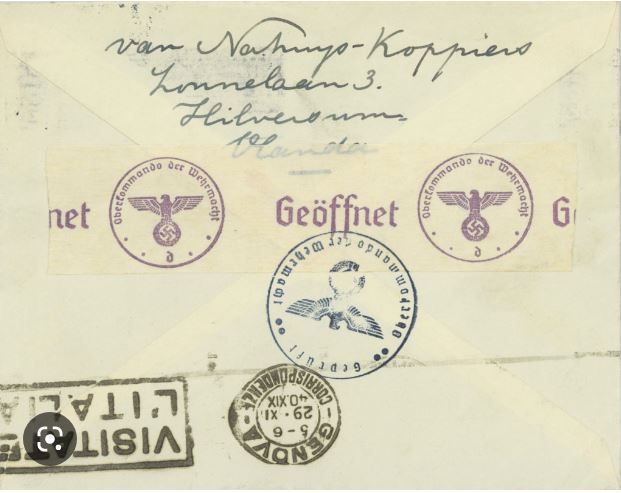 van Nahuys-Koppiers
Zonnelaan 3.
Hilversum
Olanda
net
Oberkommando der Wehrmacht
d
Geöffnet
Oberkommando der Wehrmacht
d
G
Oberkommando der Wehrmacht
Geprüft
VISITATE
L'ITALIA
GENOVA
5-6
29·XI
40.XIX
CORRISPONDENZE